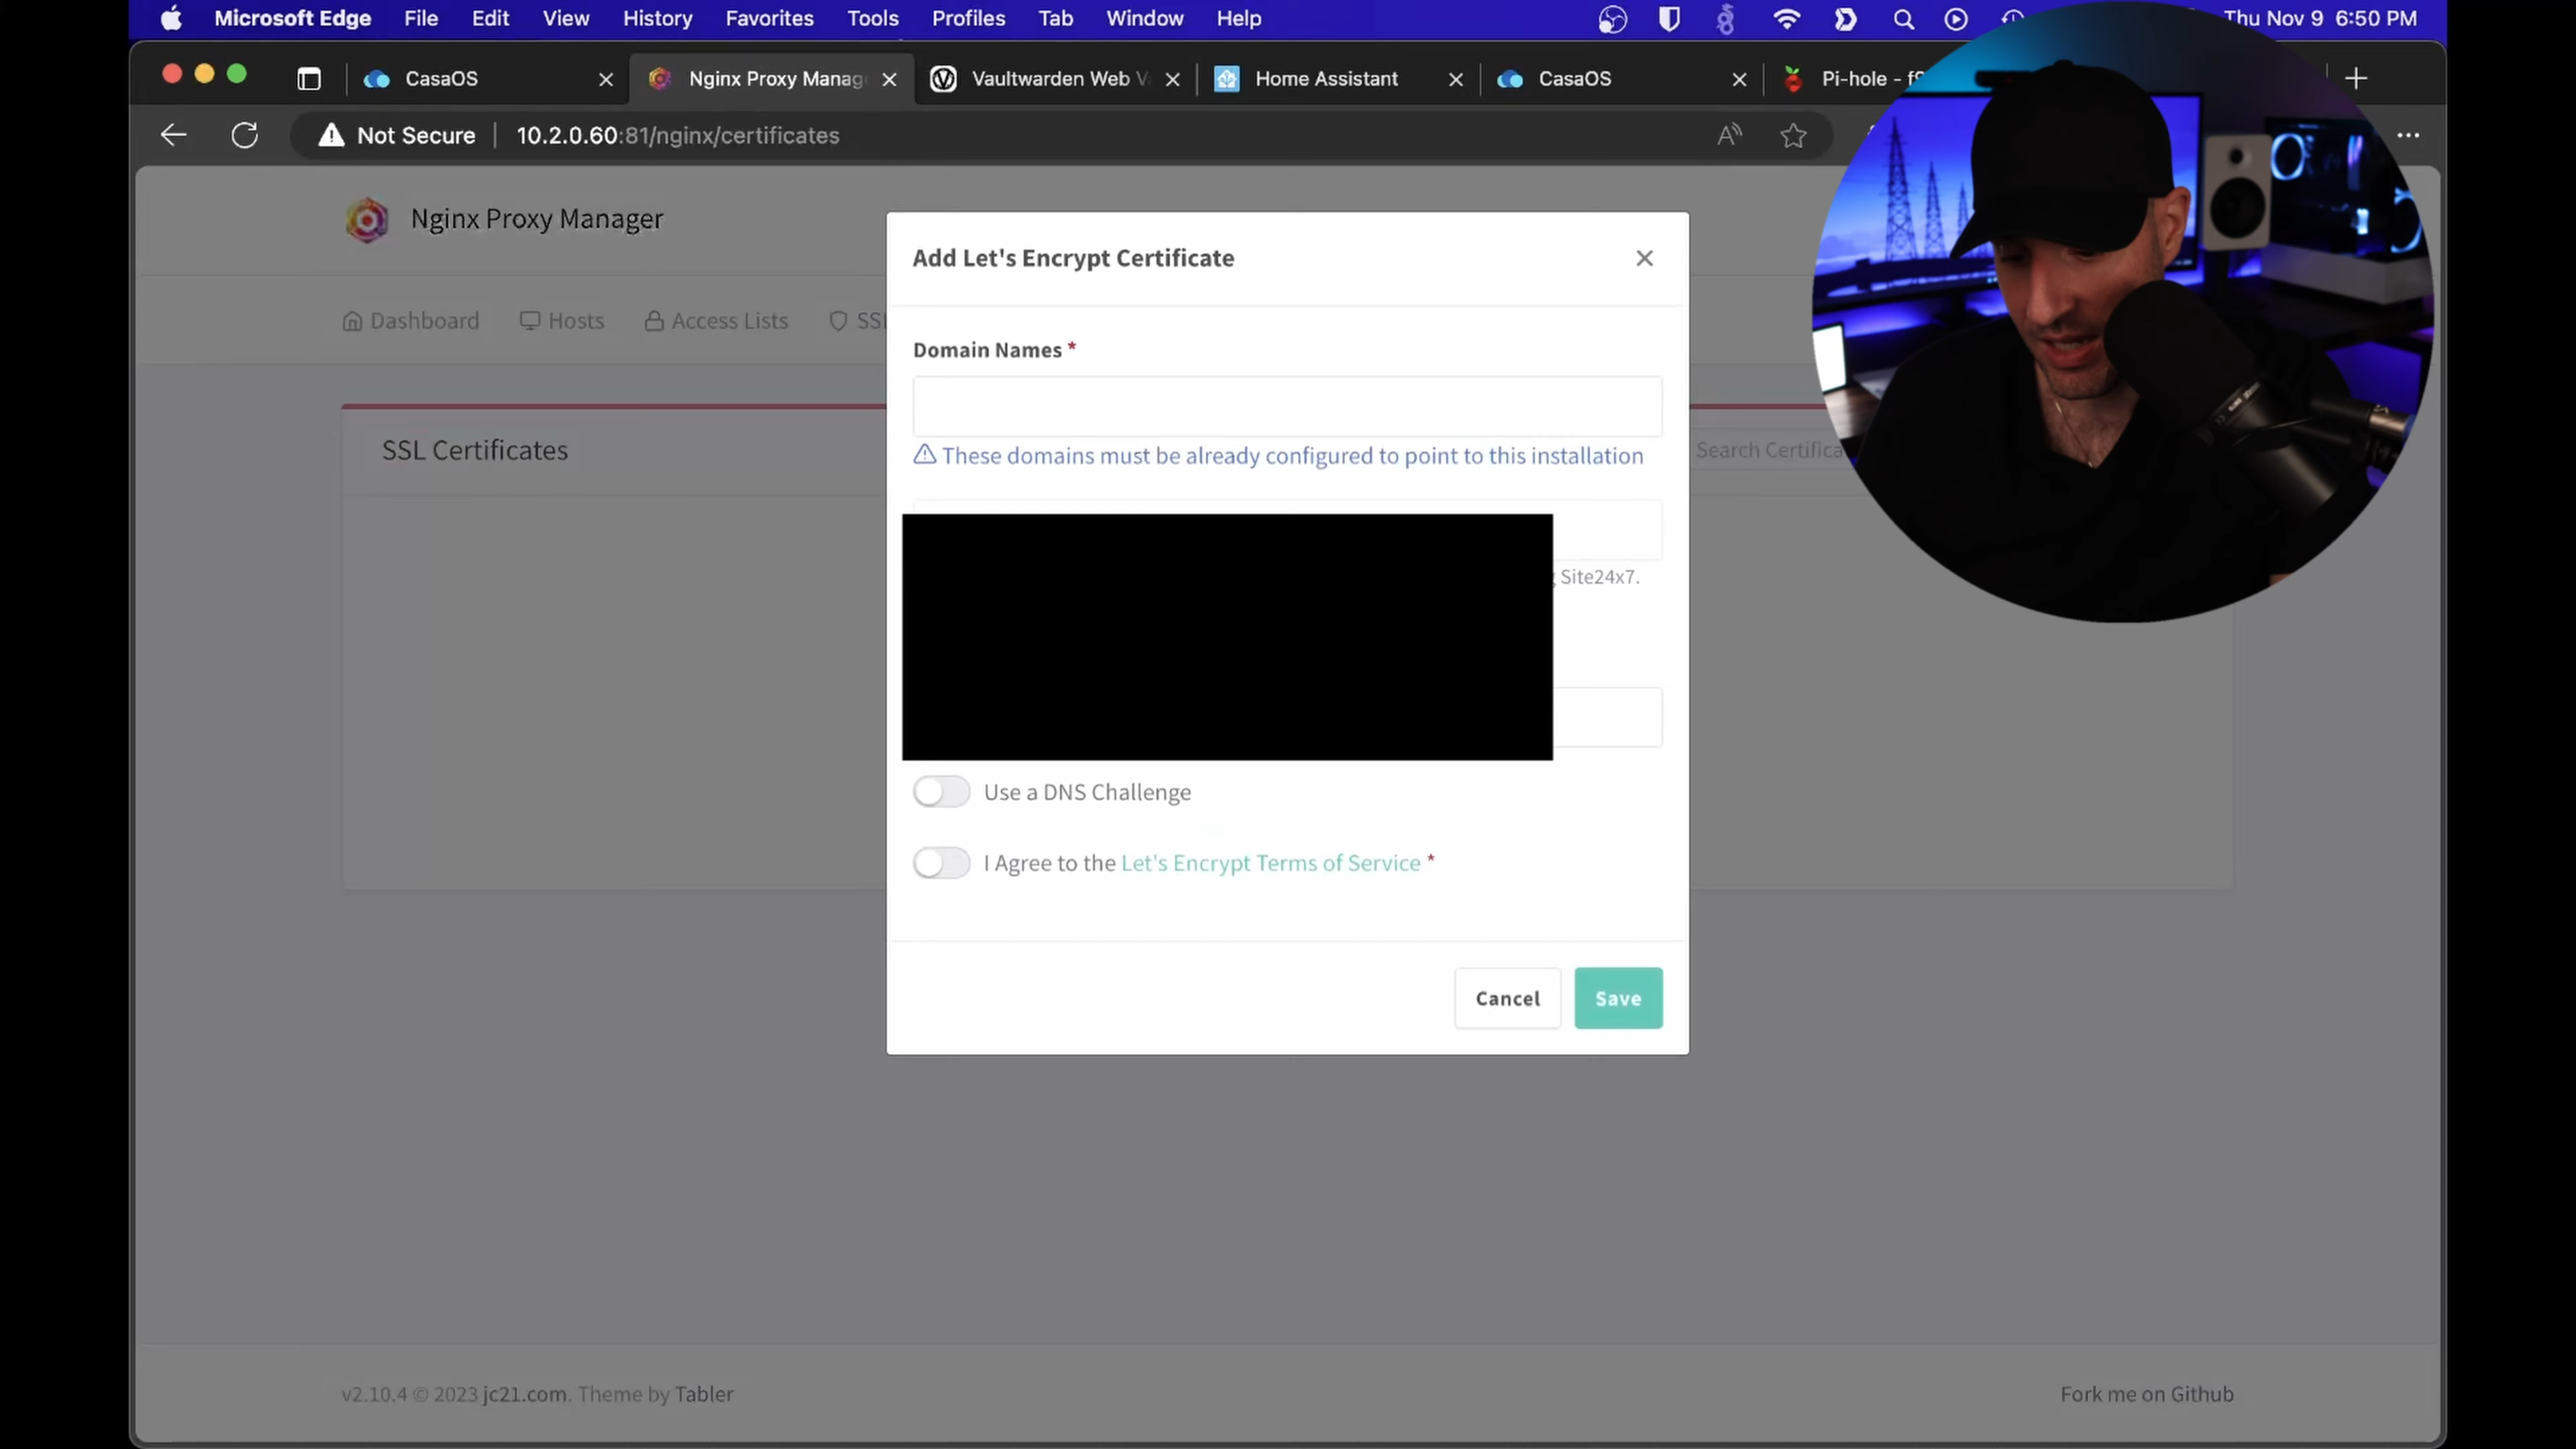 Microsoft Edge File Edit View History Favorites Tools Profiles Tab Window Help Thu Nov 9 6:50 PM
CasaOS Nginx Proxy Manag Vaultwarden Web V Home Assistant CasaOS Pi-hole -
Not Secure 10.2.0.60:81/nginx/certificates
Nginx Proxy Manager
Dashboard Hosts Access Lists SSL
SSL Certificates
Search Certifica
Add Let's Encrypt Certificate
Domain Names *
These domains must be already configured to point to this installation
Site24x7.
Use a DNS Challenge
I Agree to the Let's Encrypt Terms of Service *
Cancel Save
v2.10.4 © 2023 jc21.com. Theme by Tabler
Fork me on Github